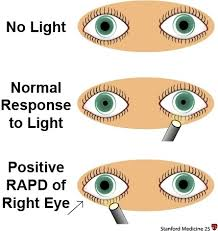 No Light
Normal
Response
to Light
Positive
RAPD of
Right Eye
Stanford Medicine 25